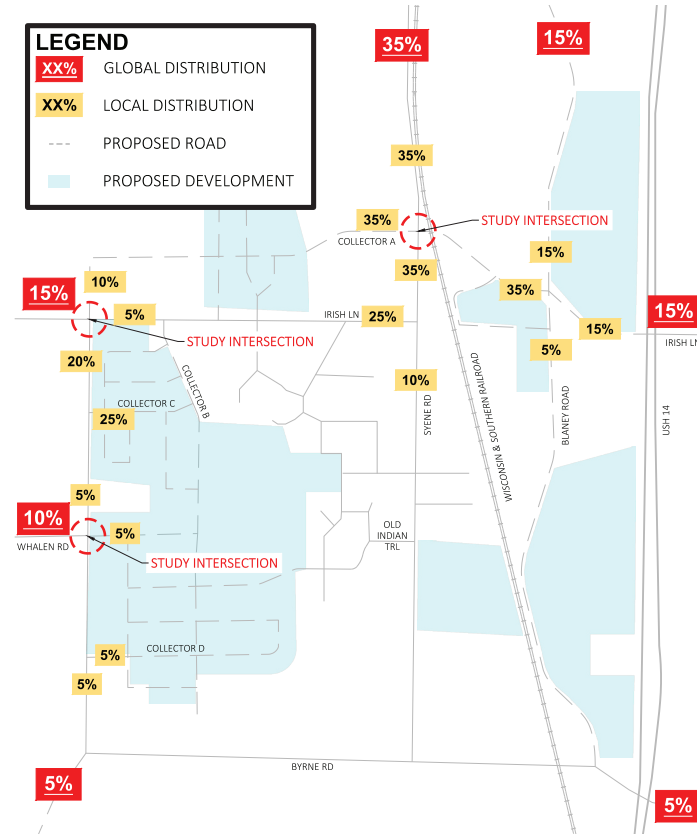 35%
15%
LEGEND
XX% GLOBAL DISTRIBUTION
XX% LOCAL DISTRIBUTION
PROPOSED ROAD
PROPOSED DEVELOPMENT
35%
35%
STUDY INTERSECTION
COLLECTOR A
15%
35%
10%
35%
15%
5%
IRISH LN
25%
15%
15%
STUDY INTERSECTION
IRISH LN
5%
20%
COLLECTOR B
10%
SYENE RD
WISCONSIN & SOUTHERN RAILROAD
BLANEY ROAD
USH 14
COLLECTOR C
25%
5%
10%
5%
WHALEN RD
OLD
INDIAN
TRL
STUDY INTERSECTION
COLLECTOR D
5%
5%
BYRNE RD
5%
5%